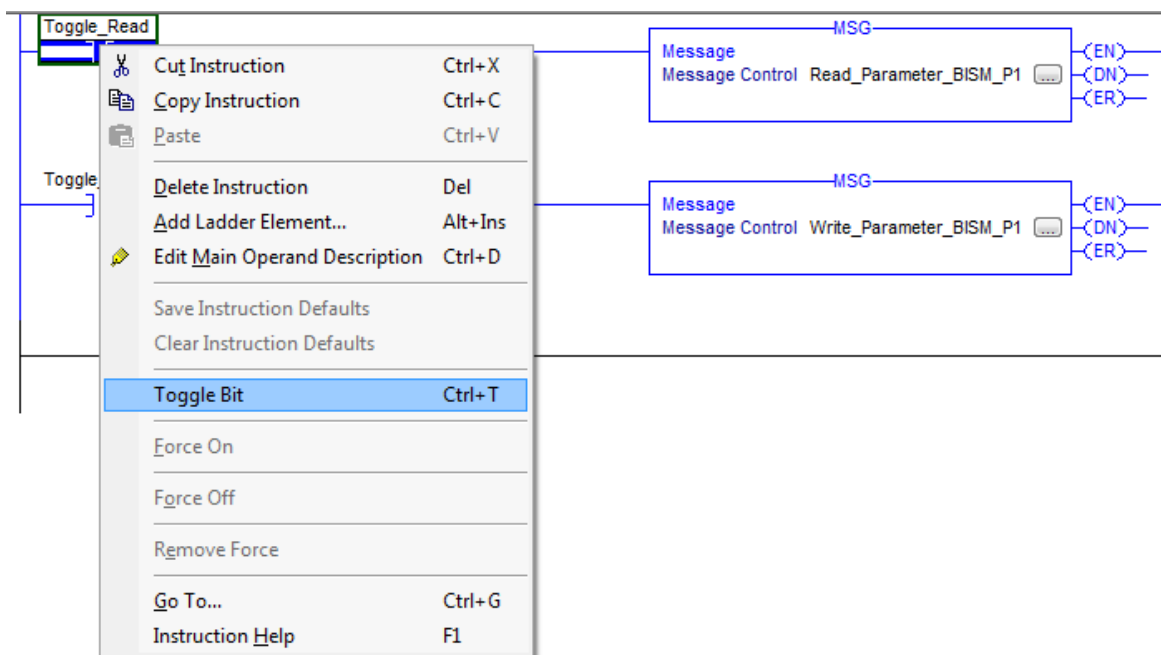 Toggle_Read
MSG
Message
Message Control Read_Parameter_BISM_P1 ...
(EN)
(DN)
(ER)
Cut Instruction Ctrl+X
Copy Instruction Ctrl+C
Paste Ctrl+V
Toggle_
MSG
Message
Message Control Write_Parameter_BISM_P1 ...
(EN)
(DN)
(ER)
Delete Instruction Del
Add Ladder Element... Alt+Ins
Edit Main Operand Description Ctrl+D
Save Instruction Defaults
Clear Instruction Defaults
Toggle Bit Ctrl+T
Force On
Force Off
Remove Force
Go To... Ctrl+G
Instruction Help F1